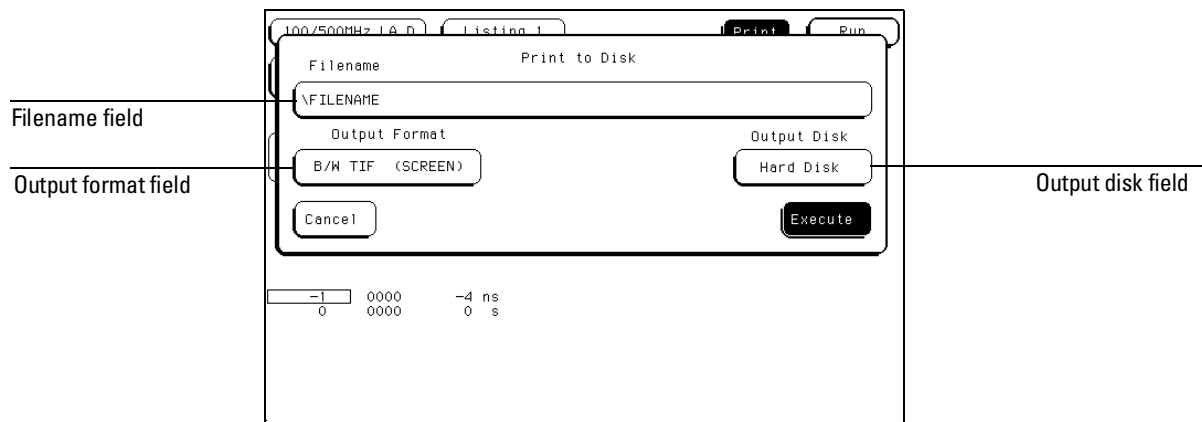 100/500MHz LA D Listing 1 Print Run
Print to Disk
Filename
\FILENAME
Filename field
Output Format Output Disk
B/W TIF (SCREEN) Hard Disk
Output format field Output disk field
Cancel Execute
-1 0000 -4 ns
0 0000 0 s